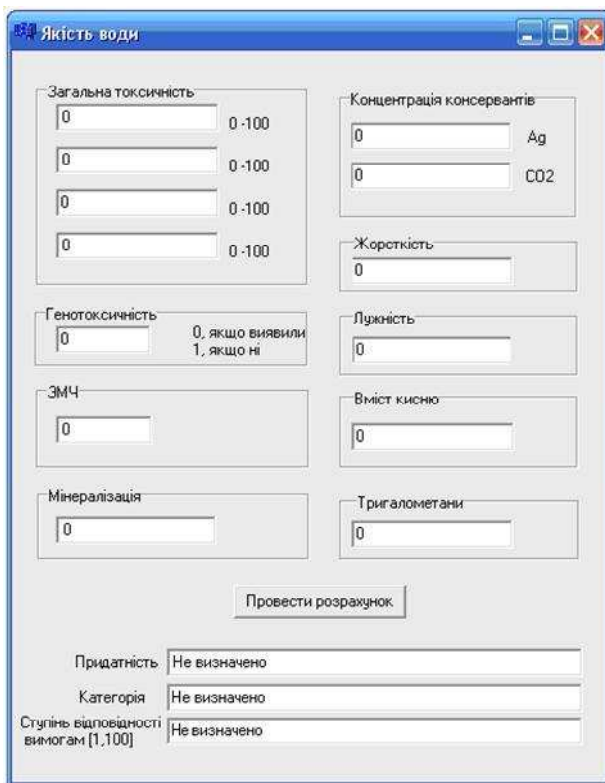 Якість води
Загальна токсичність
0 0 -100
0 0 -100
0 0 -100
0 0 -100
Генотоксичність
0 0, якщо виявили
1, якщо ні
ЗМЧ
0
Мінералізація
0
Концентрація консервантів
0 Ag
0 CO2
Жорсткість
0
Лужність
0
Вміст кисню
0
Тригалометани
0
Провести розрахунок
Придатність Не визначено
Категорія Не визначено
Ступінь відповідності
вимогам [1,100] Не визначено